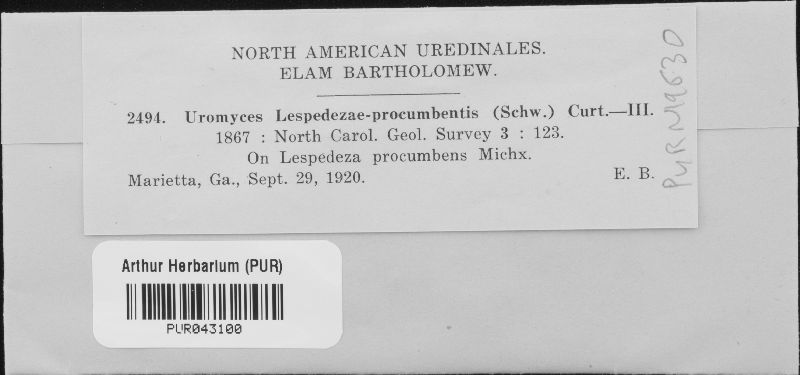 NORTH AMERICAN UREDINALES.
ELAM BARTHOLOMEW.
2494. Uromyces Lespedezae-procumbentis (Schw.) Curt.—III.
1867 : North Carol. Geol. Survey 3 : 123.
On Lespedeza procumbens Michx.
Marietta, Ga., Sept. 29, 1920. E. B.
PUR N9630
Arthur Herbarium (PUR)
PUR043100